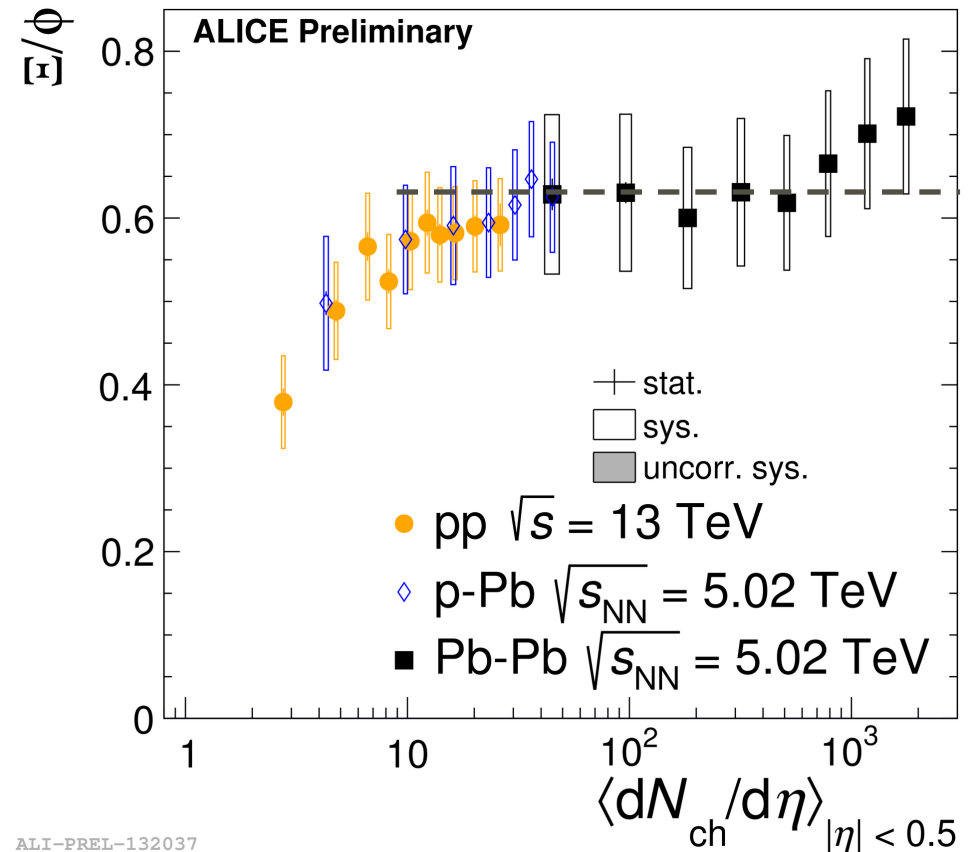 Ξ/ϕ
ALICE Preliminary
0.8
0.6
0.4
0.2
0
stat.
sys.
uncorr. sys.
pp √s = 13 TeV
p-Pb √sNN = 5.02 TeV
Pb-Pb √sNN = 5.02 TeV
1 10 10² 10³
⟨dNch/dη⟩|η| < 0.5
ALI-PREL-132037